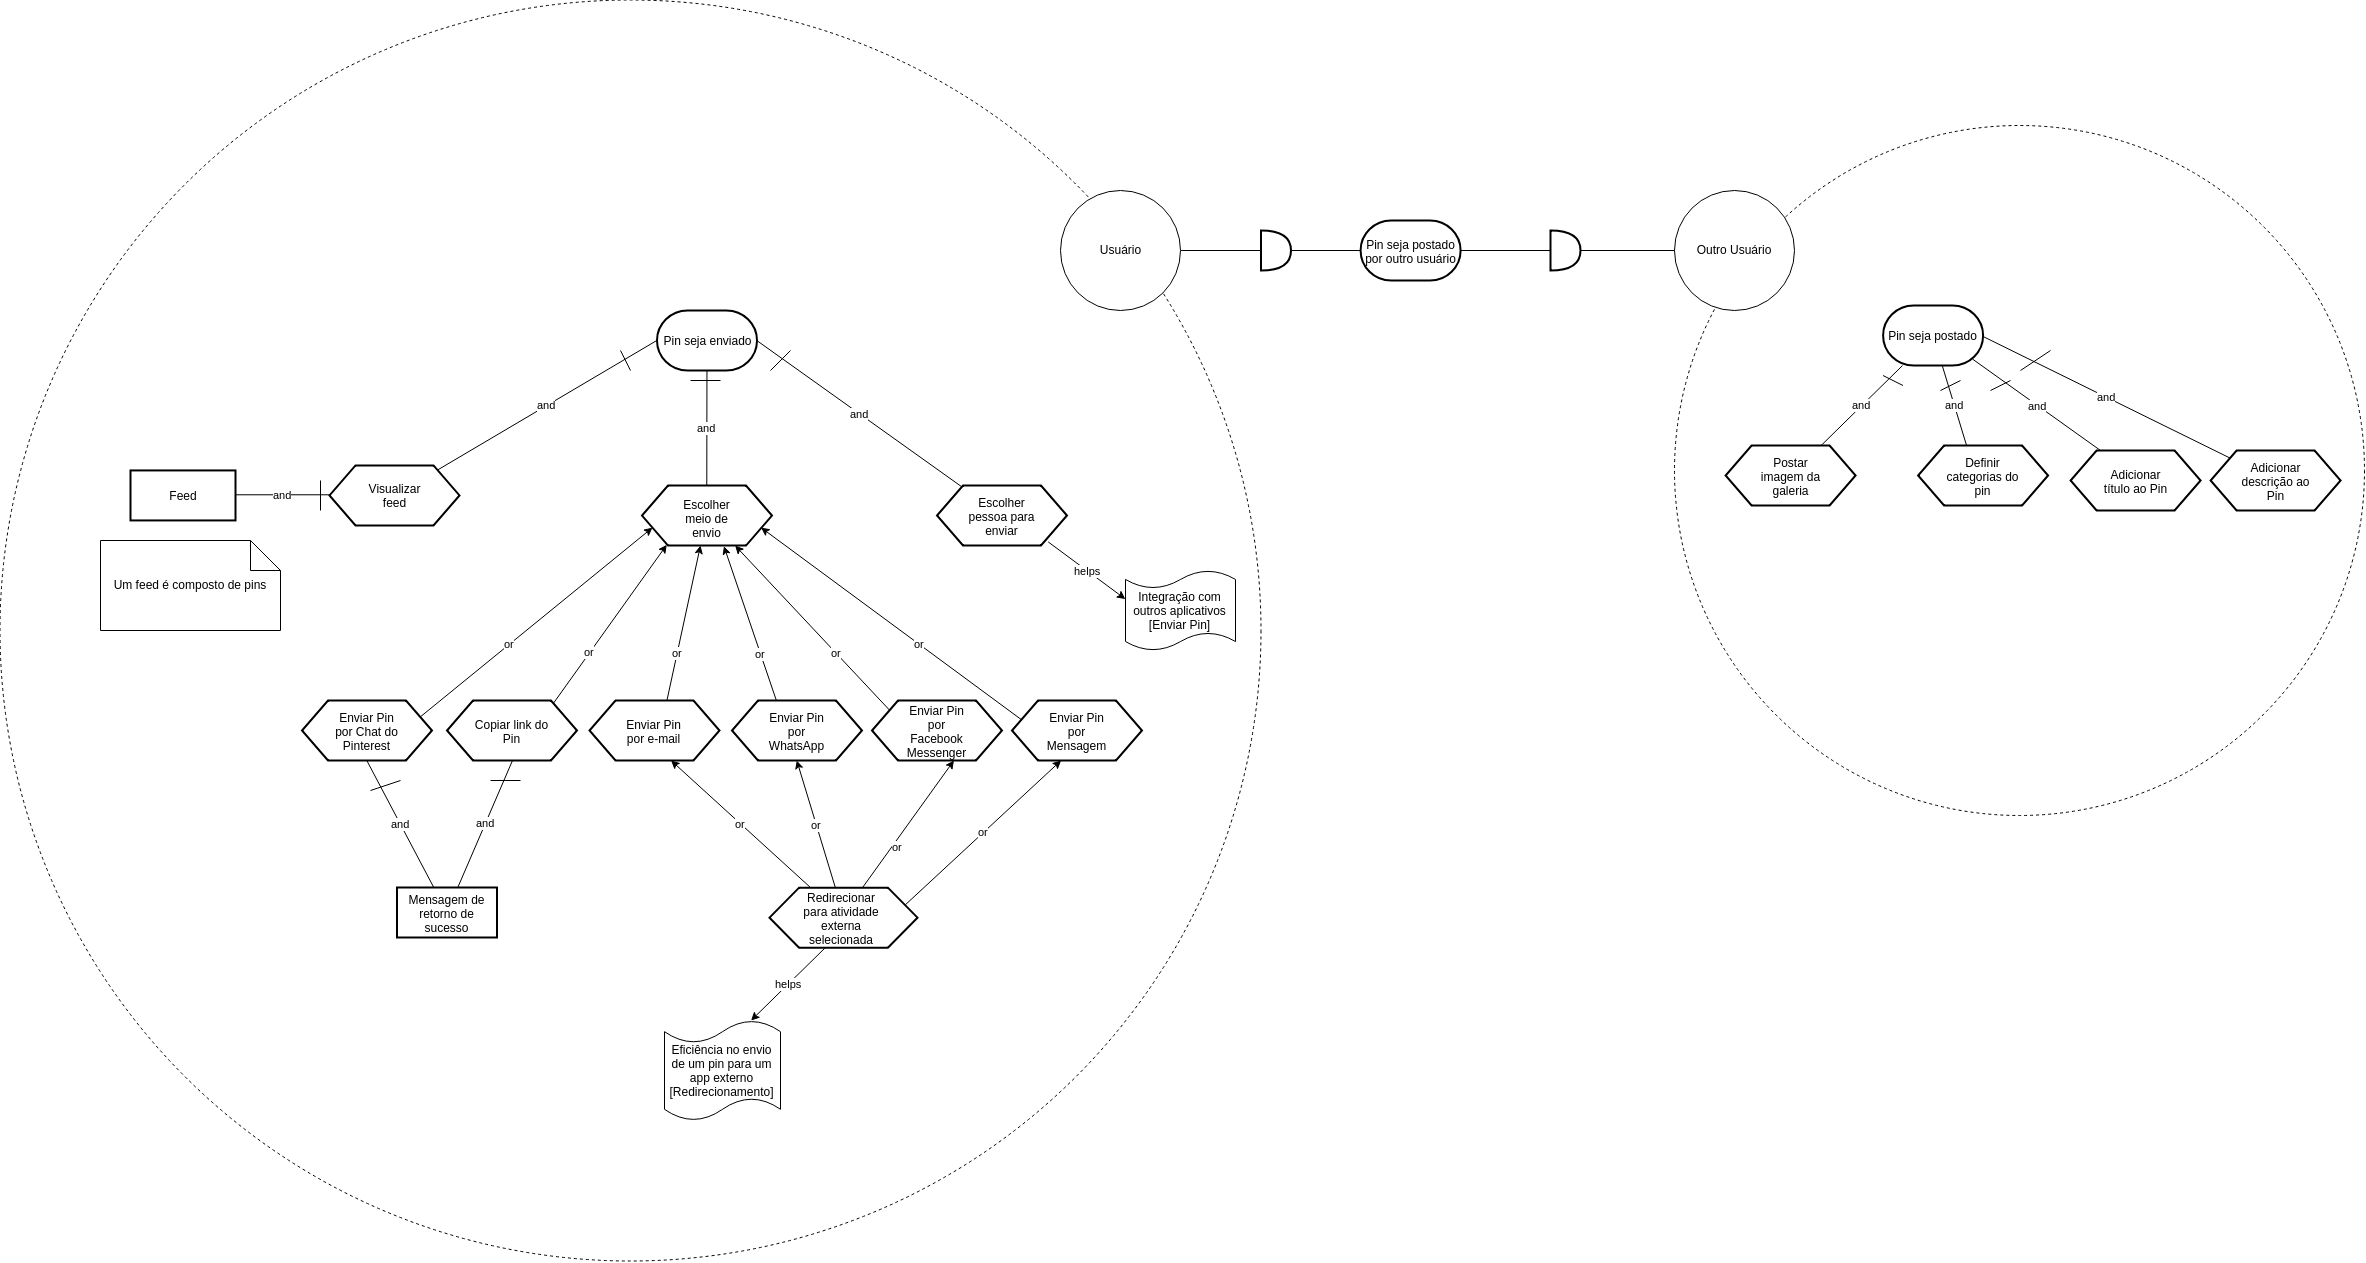 Usuário
Pin seja postado
por outro usuário
Outro Usuário
Pin seja enviado
and
and
and
Feed
and
Visualizar
feed
Escolher
meio de
envio
Escolher
pessoa para
enviar
helps
Integração com
outros aplicativos
[Enviar Pin]
Um feed é composto de pins
or
or
or
or
or
or
Enviar Pin
por Chat do
Pinterest
Copiar link do
Pin
Enviar Pin
por e-mail
Enviar Pin
por
WhatsApp
Enviar Pin
por
Facebook
Messenger
Enviar Pin
por
Mensagem
and
and
or
or
or
or
Mensagem de
retorno de
sucesso
Redirecionar
para atividade
externa
selecionada
helps
Eficiência no envio
de um pin para um
app externo
[Redirecionamento]
Pin seja postado
and
and
and
and
Postar
imagem da
galeria
Definir
categorias do
pin
Adicionar
título ao Pin
Adicionar
descrição ao
Pin